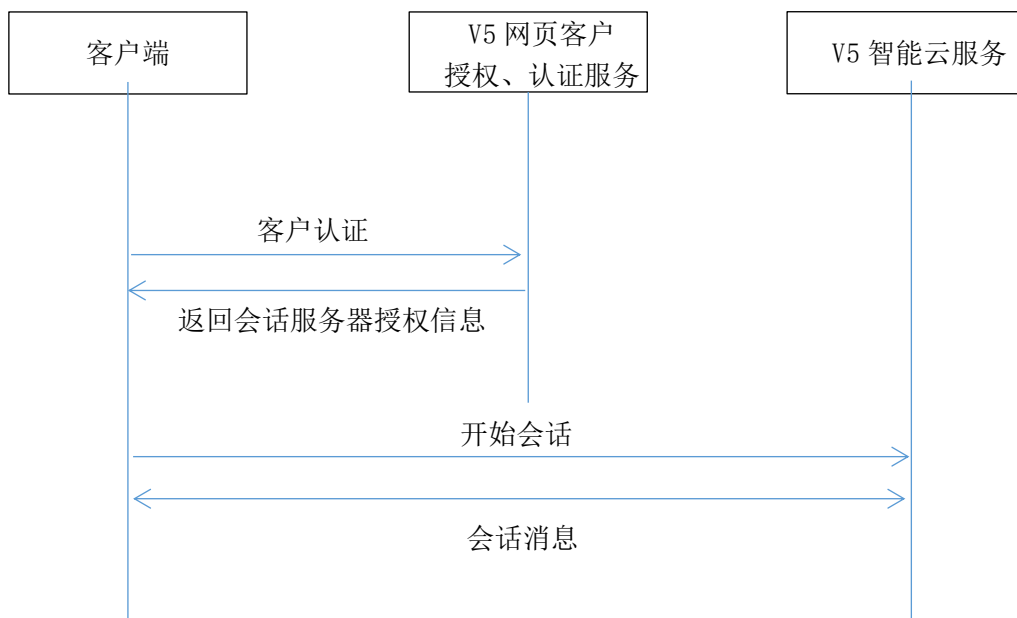 客户端
V5 网页客户
授权、认证服务
V5 智能云服务
客户认证
返回会话服务器授权信息
开始会话
会话消息